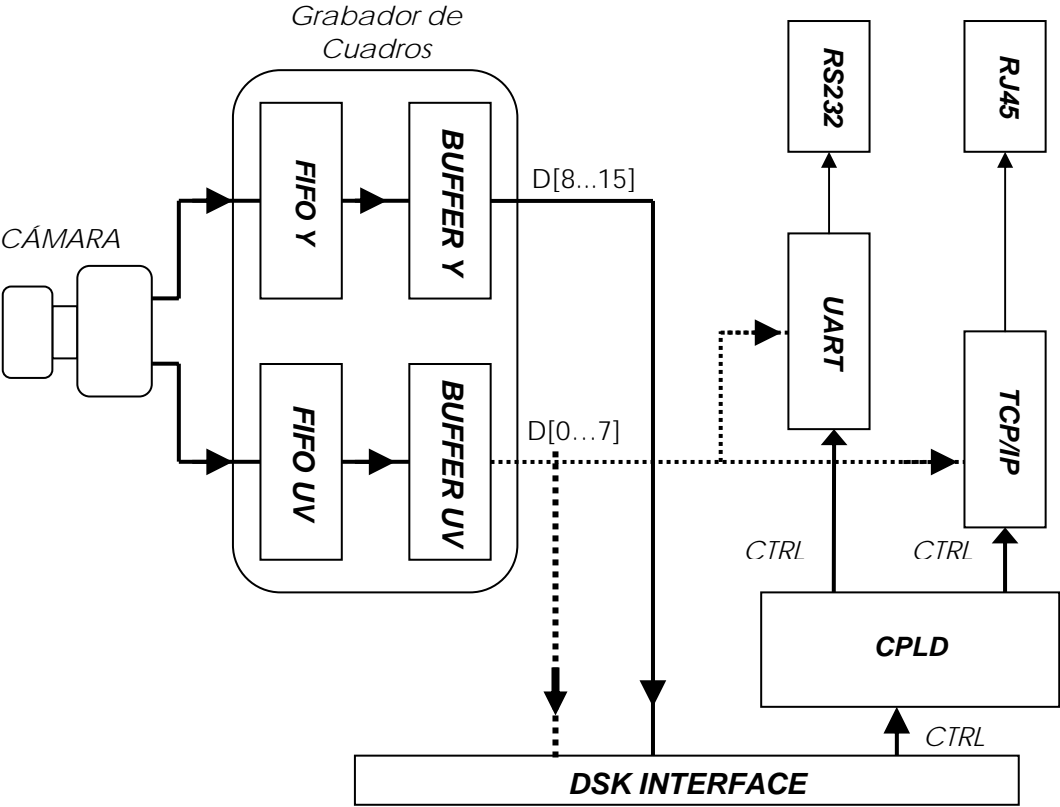 Grabador de
Cuadros
CÁMARA
FIFO Y
BUFFER Y
D[8...15]
FIFO UV
BUFFER UV
D[0...7]
RS232
RJ45
UART
TCP/IP
CTRL
CTRL
CPLD
CTRL
DSK INTERFACE